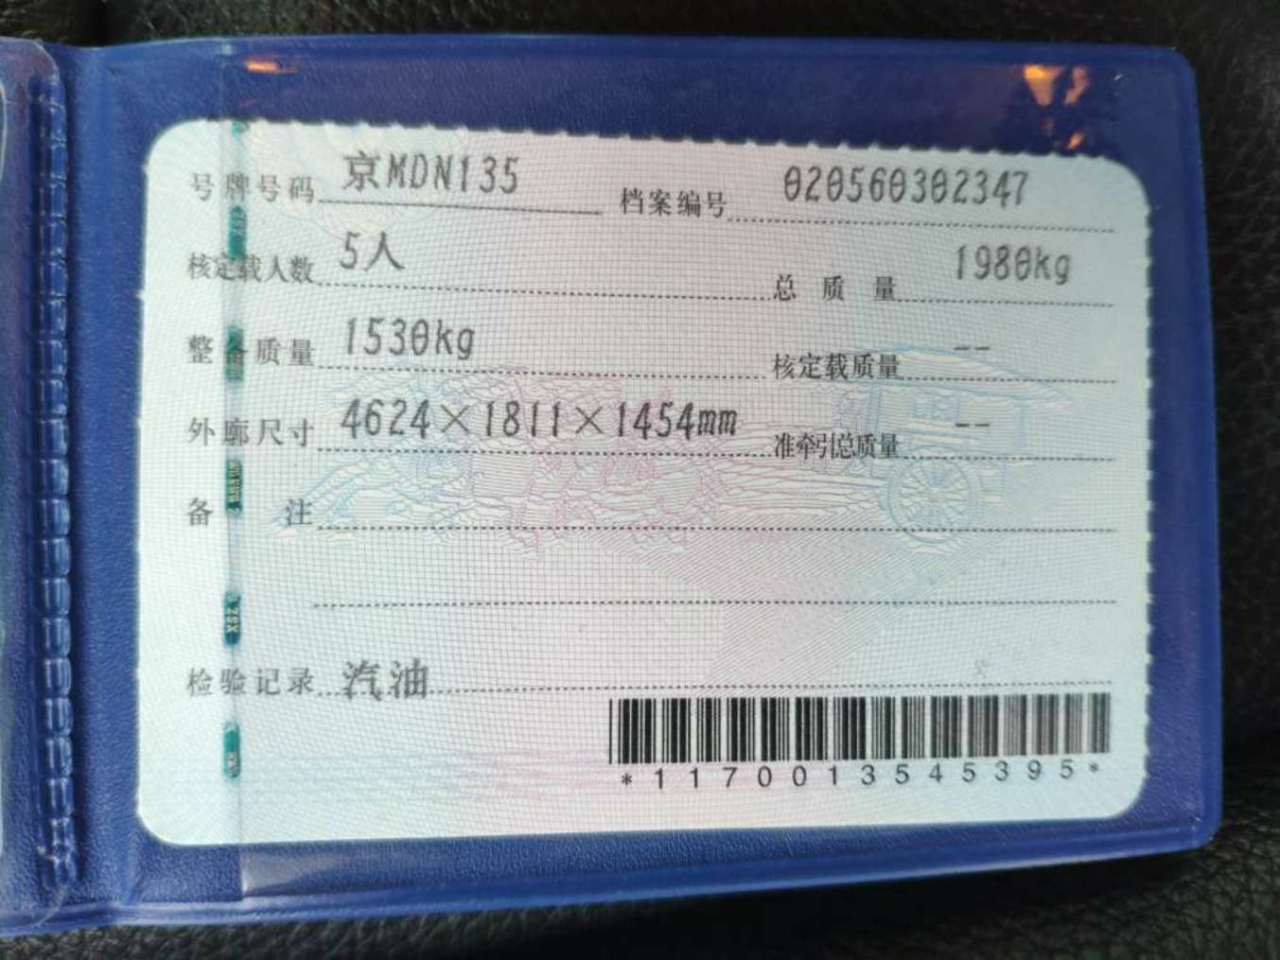 号牌号码 京MDN135 档案编号 020560302347
核定载人数 5人 总质量 1980kg
整备质量 1530kg 核定载质量 --
外廓尺寸 4624×1811×1454mm 准牵引总质量 --
备注
检验记录 汽油
*1170013545395*